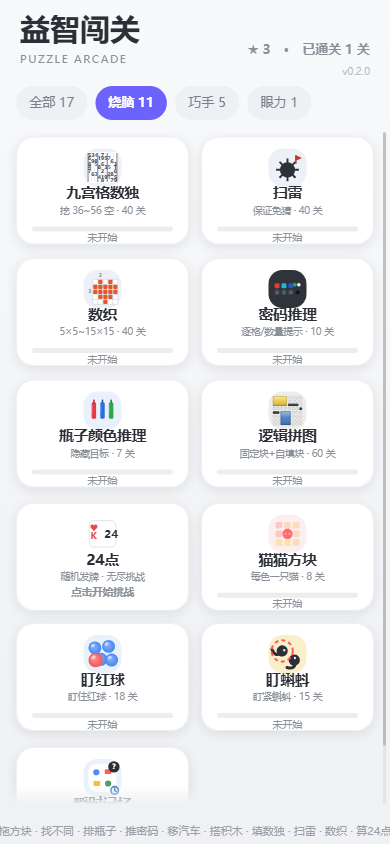 益智闯关
PUZZLE ARCADE
★ 3 • 已通关 1 关
v0.2.0
全部 17 烧脑 11 巧手 5 眼力 1
九宫格数独
挖 36~56 空 · 40 关
未开始
扫雷
保证免猜 · 40 关
未开始
数织
5×5~15×15 · 40 关
未开始
密码推理
逐格/数量提示 · 10 关
未开始
瓶子颜色推理
隐藏目标 · 7 关
未开始
逻辑拼图
固定块+自填块 · 60 关
未开始
K 24
24点
随机发牌 · 无尽挑战
点击开始挑战
猫猫方块
每色一只猫 · 8 关
未开始
盯红球
盯住红球 · 18 关
未开始
盯蝌蚪
盯紧蝌蚪 · 15 关
未开始
?
拖方块 · 找不同 · 排瓶子 · 推密码 · 移汽车 · 搭积木 · 填数独 · 扫雷 · 数织 · 算24点